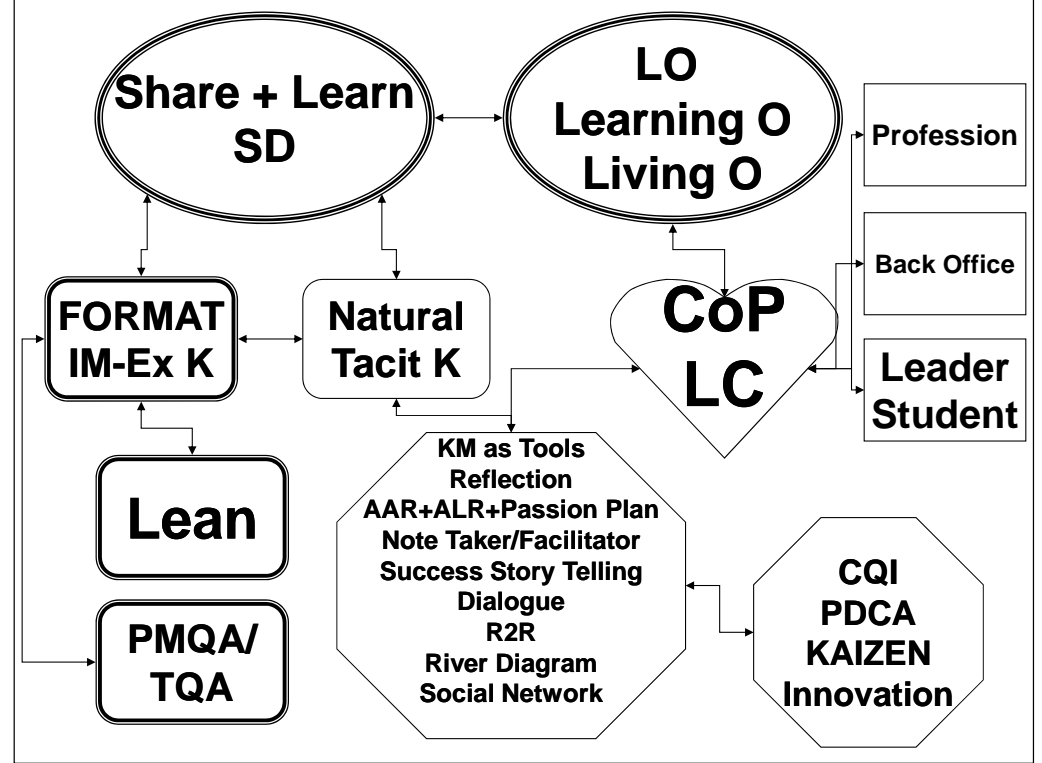 Share + Learn
SD
LO
Learning O
Living O
Profession
Back Office
Leader
Student
FORMAT
IM-Ex K
Natural
Tacit K
CoP
LC
Lean
PMQA/
TQA
KM as Tools
Reflection
AAR+ALR+Passion Plan
Note Taker/Facilitator
Success Story Telling
Dialogue
R2R
River Diagram
Social Network
CQI
PDCA
KAIZEN
Innovation